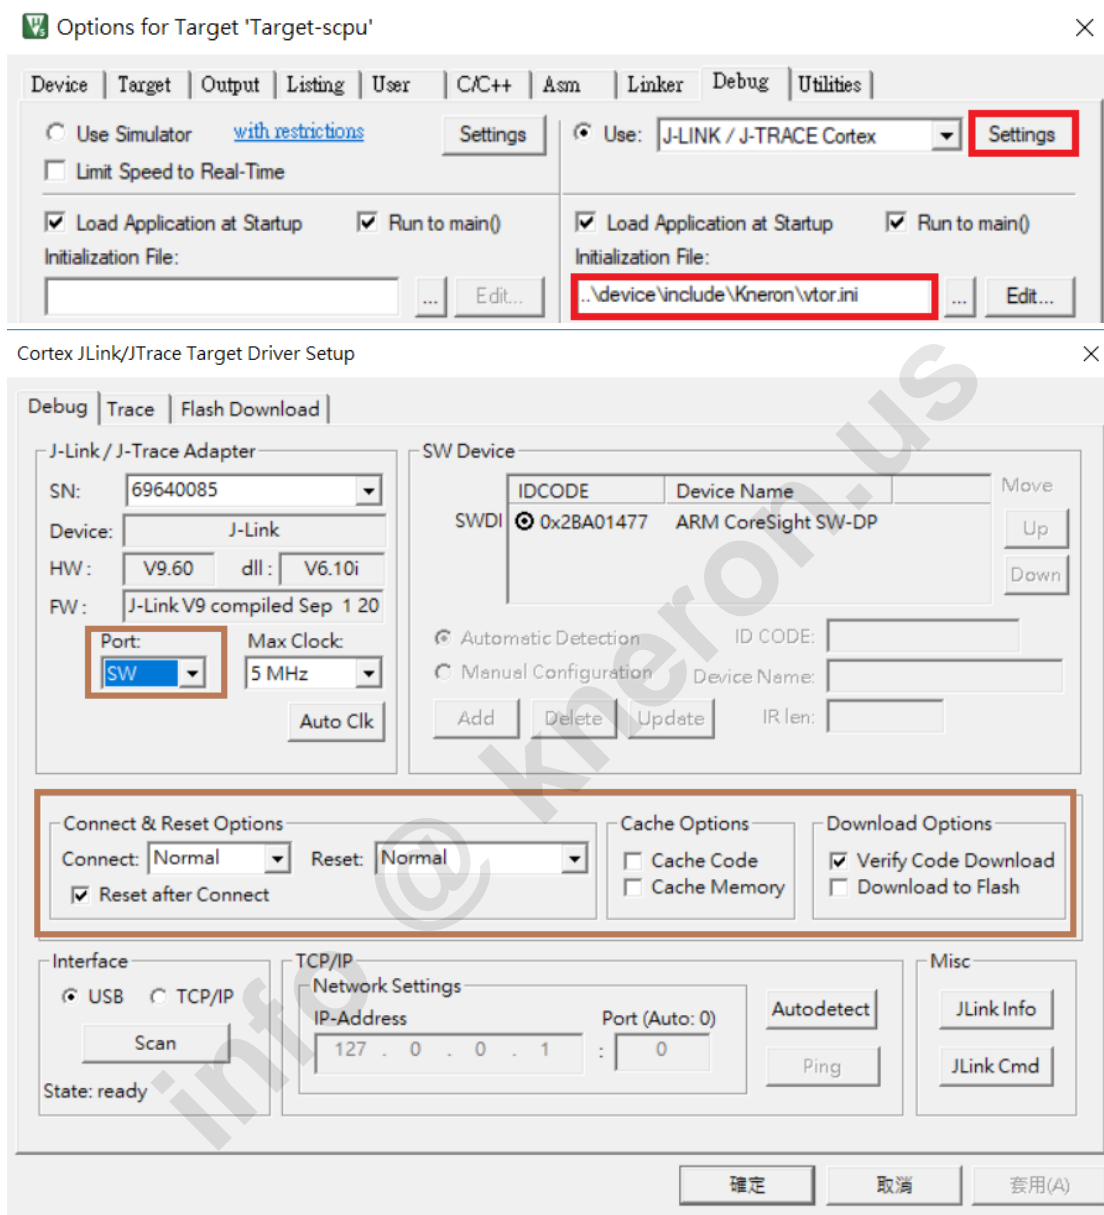 Options for Target 'Target-scpu'
Device Target Output Listing User C/C++ Asm Linker Debug Utilities
Use Simulator with restrictions Settings Use: J-LINK / J-TRACE Cortex Settings
Limit Speed to Real-Time
Load Application at Startup Run to main() Load Application at Startup Run to main()
Initialization File: Initialization File:
... Edit... ..\device\include\Kneron\vtor.ini ... Edit...
Cortex JLink/JTrace Target Driver Setup
Debug Trace Flash Download
J-Link / J-Trace Adapter
SN: 69640085
Device: J-Link
HW : V9.60 dll : V6.10i
FW : J-Link V9 compiled Sep 1 20
Port: Max Clock:
SW 5 MHz
Auto Clk
SW Device
IDCODE Device Name Move
SWDI 0x2BA01477 ARM CoreSight SW-DP Up
Down
Automatic Detection ID CODE:
Manual Configuration Device Name:
Add Delete Update IR len:
Connect & Reset Options
Connect: Normal Reset: Normal
Reset after Connect
Cache Options
Cache Code
Cache Memory
Download Options
Verify Code Download
Download to Flash
Interface
USB TCP/IP
Scan
State: ready
TCP/IP
Network Settings
IP-Address Port (Auto: 0)
127 . 0 . 0 . 1 : 0
Autodetect
Ping
Misc
JLink Info
JLink Cmd
確定 取消 套用(A)
info @ kneron.us